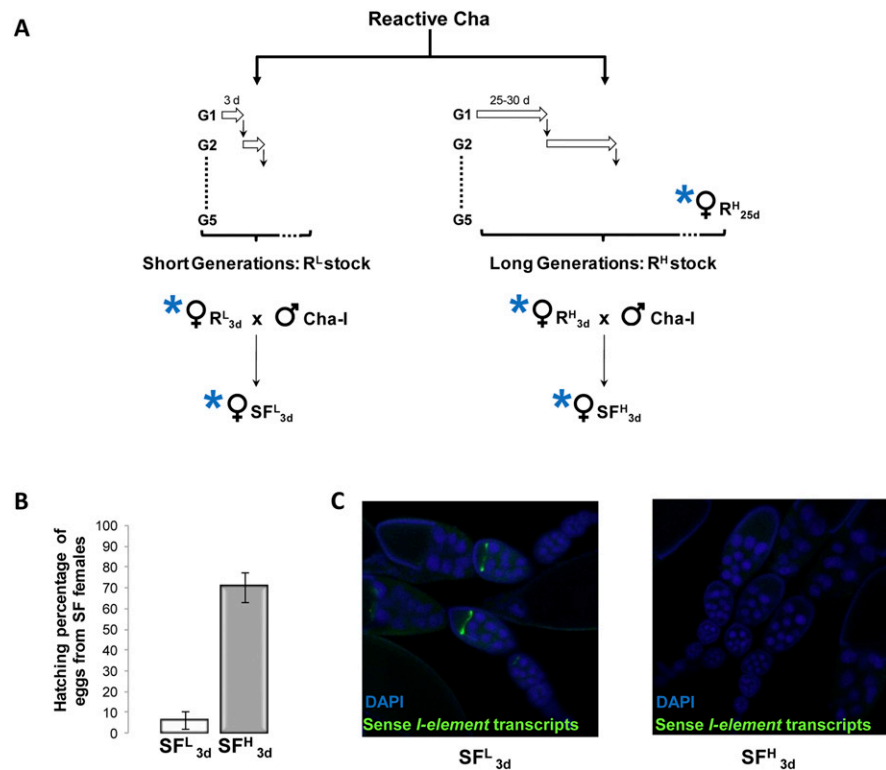 A
Reactive Cha
3 d
25-30 d
G1
G1
G2
G2
G5
G5
* ♀ Rᴴ25d
Short Generations: Rᴸ stock
Long Generations: Rᴴ stock
* ♀ Rᴸ3d x ♂ Cha-I
* ♀ Rᴴ3d x ♂ Cha-I
* ♀ SFᴸ3d
* ♀ SFᴴ3d
B
C
Hatching percentage of
eggs from SF females
100
90
80
70
60
50
40
30
20
10
0
SFᴸ3d
SFᴴ3d
DAPI
Sense I-element transcripts
SFᴸ3d
DAPI
Sense I-element transcripts
SFᴴ3d